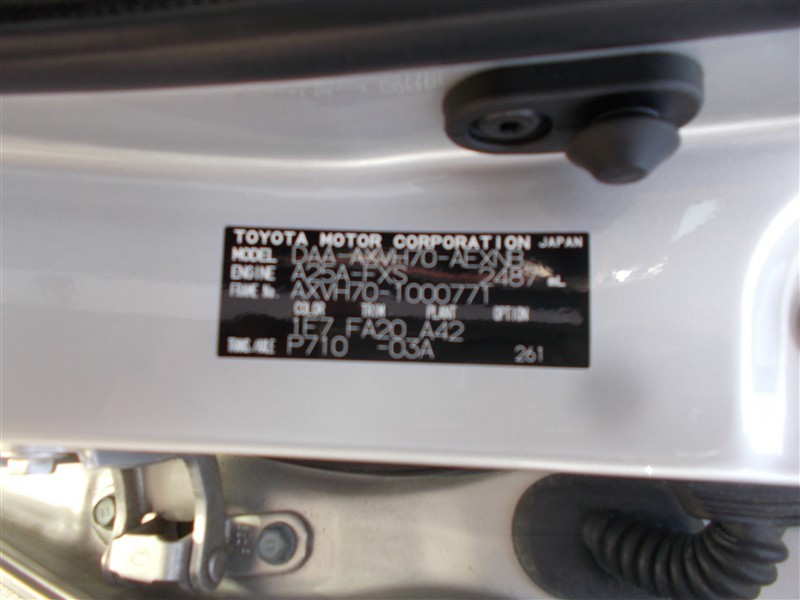 TOYOTA MOTOR CORPORATION JAPAN
MODEL DAA-AXVH70-AEXNB
ENGINE A25A-FXS 2487 mL
FRAME No. AXVH70-1000771
COLOR TRIM PLANT OPTION
1E7 FA20 A42
TRANS/AXLE P710 -03A 261